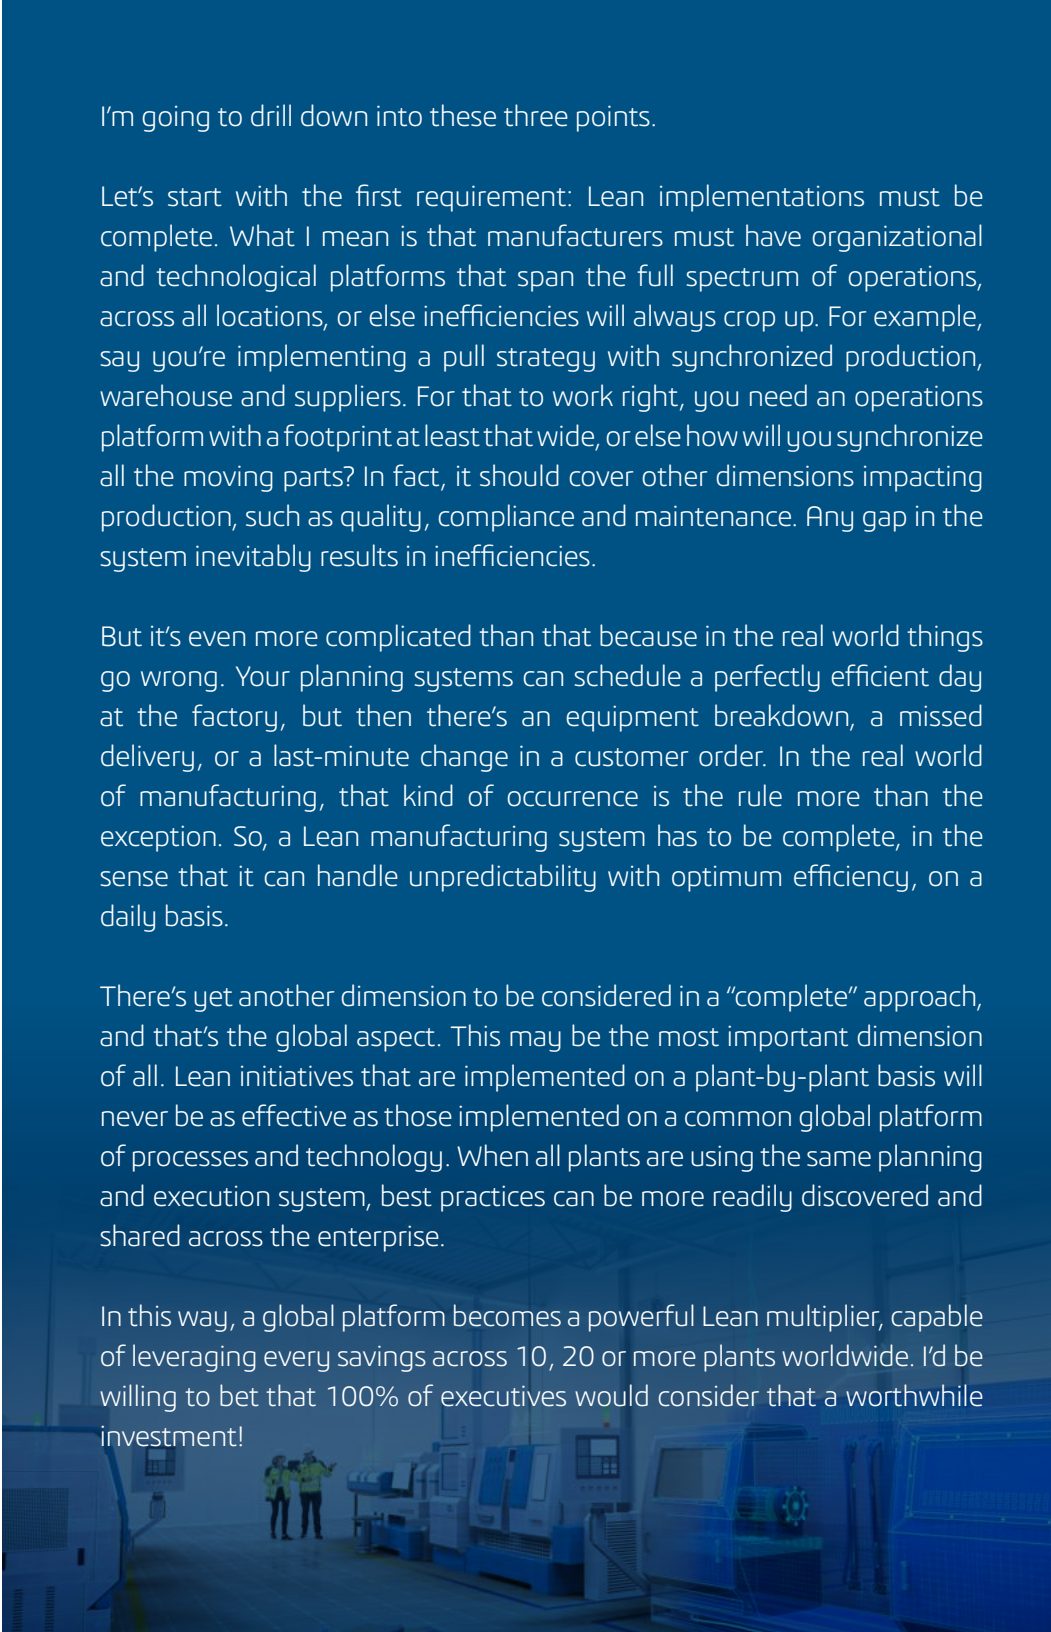 I’m going to drill down into these three points.
Let’s start with the first requirement: Lean implementations must be
complete. What I mean is that manufacturers must have organizational
and technological platforms that span the full spectrum of operations,
across all locations, or else inefficiencies will always crop up. For example,
say you’re implementing a pull strategy with synchronized production,
warehouse and suppliers. For that to work right, you need an operations
platform with a footprint at least that wide, or else how will you synchronize
all the moving parts? In fact, it should cover other dimensions impacting
production, such as quality, compliance and maintenance. Any gap in the
system inevitably results in inefficiencies.
But it’s even more complicated than that because in the real world things
go wrong. Your planning systems can schedule a perfectly efficient day
at the factory, but then there’s an equipment breakdown, a missed
delivery, or a last-minute change in a customer order. In the real world
of manufacturing, that kind of occurrence is the rule more than the
exception. So, a Lean manufacturing system has to be complete, in the
sense that it can handle unpredictability with optimum efficiency, on a
daily basis.
There’s yet another dimension to be considered in a “complete” approach,
and that’s the global aspect. This may be the most important dimension
of all. Lean initiatives that are implemented on a plant-by-plant basis will
never be as effective as those implemented on a common global platform
of processes and technology. When all plants are using the same planning
and execution system, best practices can be more readily discovered and
shared across the enterprise.
In this way, a global platform becomes a powerful Lean multiplier, capable
of leveraging every savings across 10, 20 or more plants worldwide. I’d be
willing to bet that 100% of executives would consider that a worthwhile
investment!